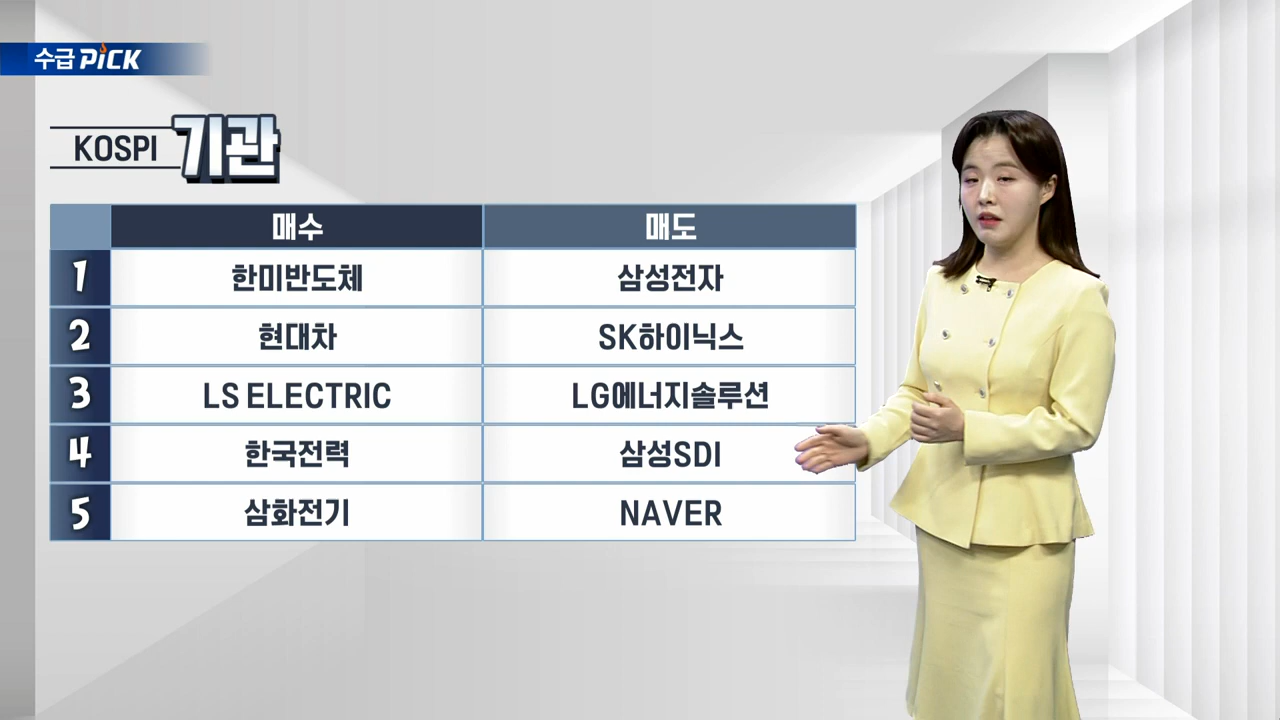 수급 PiCK
KOSPI 기관
매수 매도
1 한미반도체 삼성전자
2 현대차 SK하이닉스
3 LS ELECTRIC LG에너지솔루션
4 한국전력 삼성SDI
5 삼화전기 NAVER